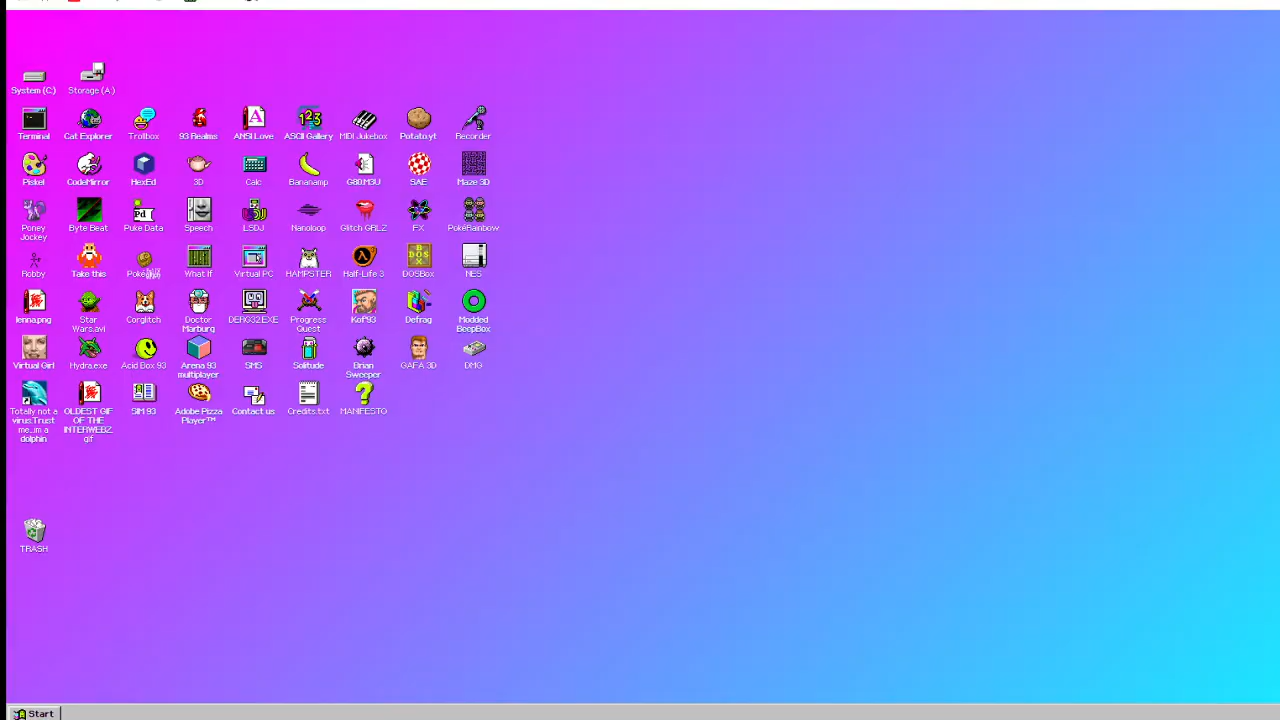 System (C:)
Storage (A:)
Terminal
Cat Explorer
Trollbox
93 Realms
ANSI Love
ASCII Gallery
MIDI Jukebox
Potato.yt
Recorder
Piskel
CodeMirror
HexEd
3D
Calc
Bananamp
G80.M3U
SAE
Maze 3D
Poney
Jockey
Byte Beat
Puke Data
Speech
LSDJ
Nanoloop
Glitch GRLZ
FX
PokéRainbow
Robby
Take this
What If
Virtual PC
HAMPSTER
Half-Life 3
DOSBox
NES
lenna.png
Star
Wars.avi
Corglitch
Doctor
Marburg
DERG32.EXE
Progress
Quest
Kof'93
Defrag
Modded
BeepBox
Virtual Girl
Hydra.exe
Acid Box 93
Arena 93
multiplayer
SMS
Solitude
Brian
Sweeper
GAFA 3D
DMG
Totally not a
virus.Trust
me...im a
dolphin
OLDEST GIF
OF THE
INTERWEBZ.
gif
SIM 93
Adobe Pizza
Player™
Contact us
Credits.txt
MANIFESTO
TRASH
Start